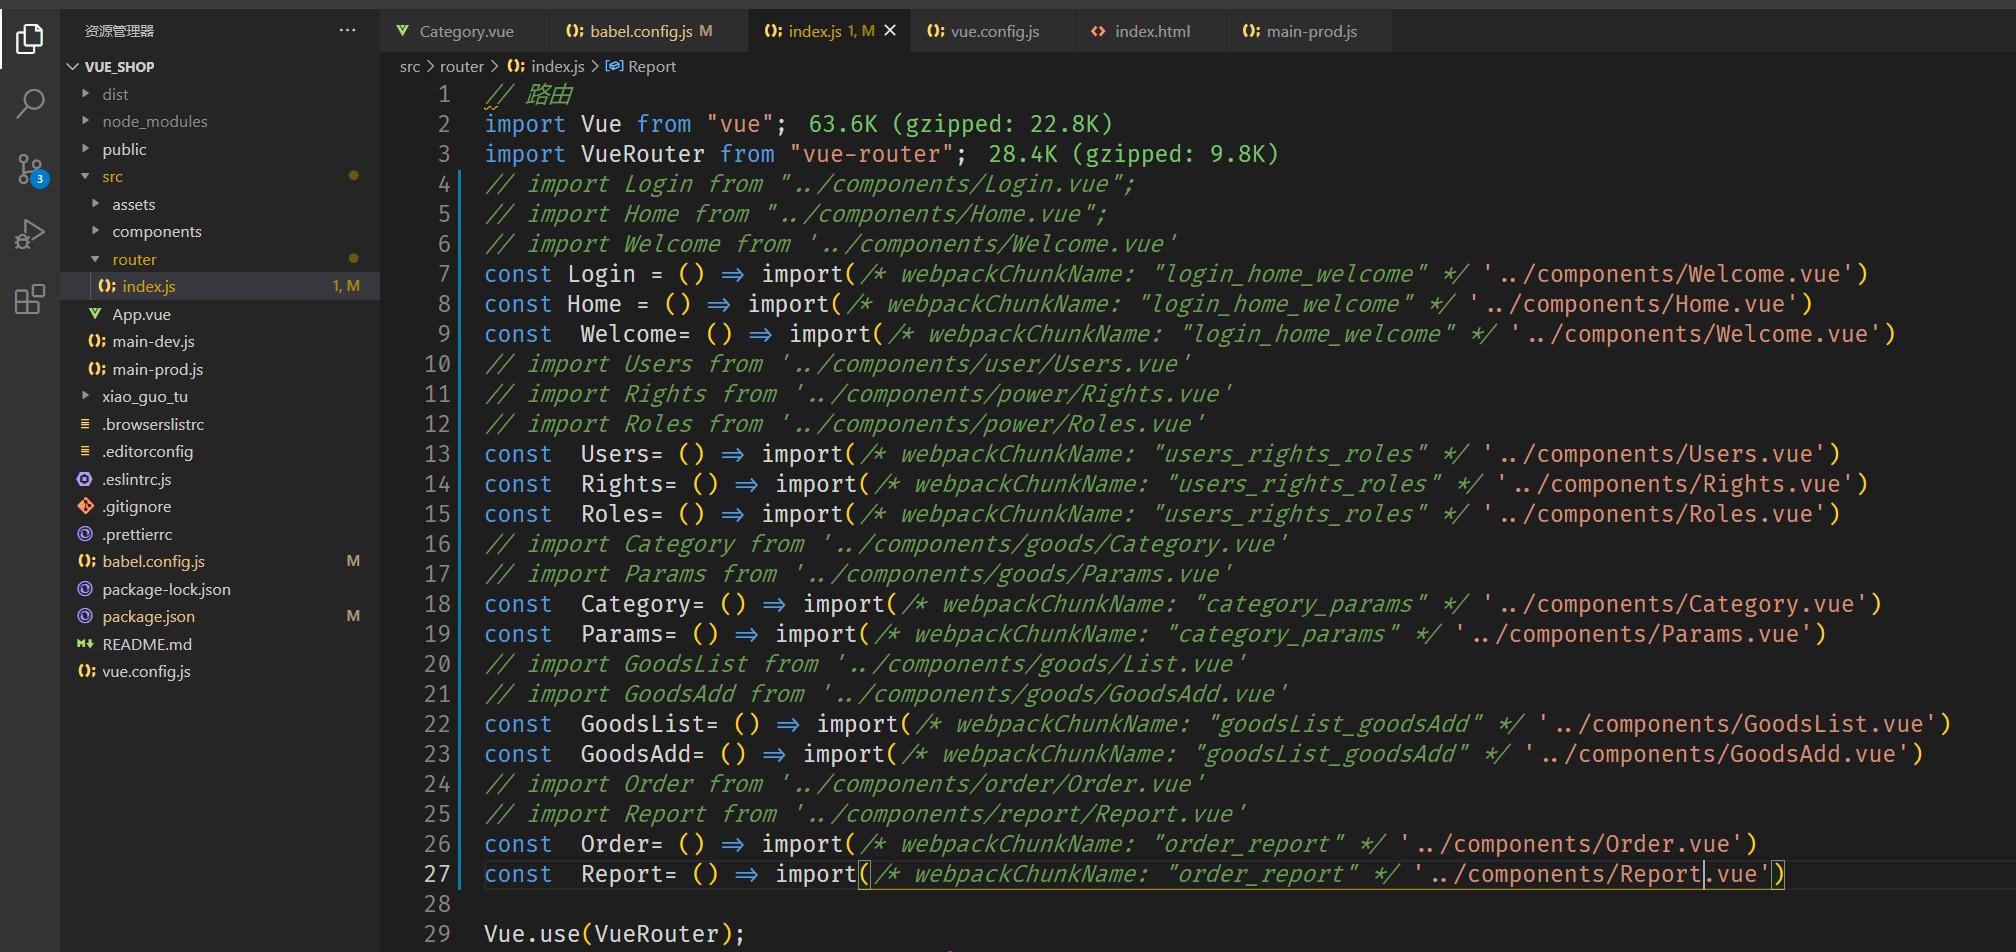 资源管理器 ···
VUE_SHOP
dist
node_modules
public
src
assets
components
router
index.js 1, M
App.vue
main-dev.js
main-prod.js
xiao_guo_tu
.browserslistrc
.editorconfig
.eslintrc.js
.gitignore
.prettierrc
babel.config.js M
package-lock.json
package.json M
README.md
vue.config.js
3
Category.vue babel.config.js M index.js 1, M vue.config.js index.html main-prod.js
src > router > index.js > Report
1 // 路由
2 import Vue from "vue"; 63.6K (gzipped: 22.8K)
3 import VueRouter from "vue-router"; 28.4K (gzipped: 9.8K)
4 // import Login from "../components/Login.vue";
5 // import Home from "../components/Home.vue";
6 // import Welcome from '../components/Welcome.vue'
7 const Login = () => import(/* webpackChunkName: "login_home_welcome" */ '../components/Welcome.vue')
8 const Home = () => import(/* webpackChunkName: "login_home_welcome" */ '../components/Home.vue')
9 const  Welcome= () => import(/* webpackChunkName: "login_home_welcome" */ '../components/Welcome.vue')
10 // import Users from '../components/user/Users.vue'
11 // import Rights from '../components/power/Rights.vue'
12 // import Roles from '../components/power/Roles.vue'
13 const  Users= () => import(/* webpackChunkName: "users_rights_roles" */ '../components/Users.vue')
14 const  Rights= () => import(/* webpackChunkName: "users_rights_roles" */ '../components/Rights.vue')
15 const  Roles= () => import(/* webpackChunkName: "users_rights_roles" */ '../components/Roles.vue')
16 // import Category from '../components/goods/Category.vue'
17 // import Params from '../components/goods/Params.vue'
18 const  Category= () => import(/* webpackChunkName: "category_params" */ '../components/Category.vue')
19 const  Params= () => import(/* webpackChunkName: "category_params" */ '../components/Params.vue')
20 // import GoodsList from '../components/goods/List.vue'
21 // import GoodsAdd from '../components/goods/GoodsAdd.vue'
22 const  GoodsList= () => import(/* webpackChunkName: "goodsList_goodsAdd" */ '../components/GoodsList.vue')
23 const  GoodsAdd= () => import(/* webpackChunkName: "goodsList_goodsAdd" */ '../components/GoodsAdd.vue')
24 // import Order from '../components/order/Order.vue'
25 // import Report from '../components/report/Report.vue'
26 const  Order= () => import(/* webpackChunkName: "order_report" */ '../components/Order.vue')
27 const  Report= () => import(/* webpackChunkName: "order_report" */ '../components/Report.vue')
28
29 Vue.use(VueRouter);